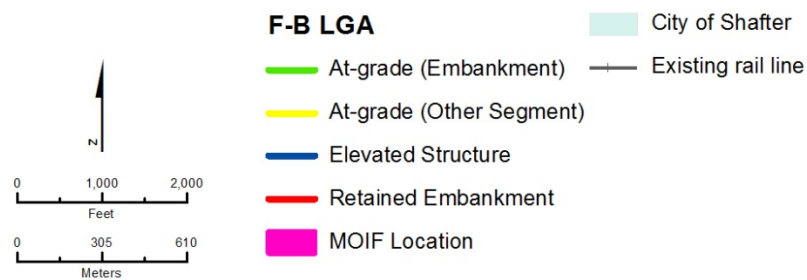 F-B LGA
At-grade (Embankment)
At-grade (Other Segment)
Elevated Structure
Retained Embankment
MOIF Location
City of Shafter
Existing rail line
N
0 1,000 2,000
Feet
0 305 610
Meters